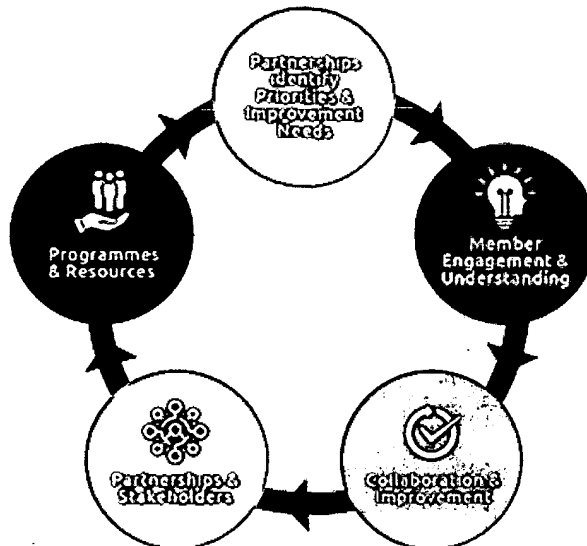 Partnerships
Identify
Priorities &
Improvement
Needs
Member
Engagement &
Understanding
Collaboration &
Improvement
Partnerships &
Stakeholders
Programmes
& Resources